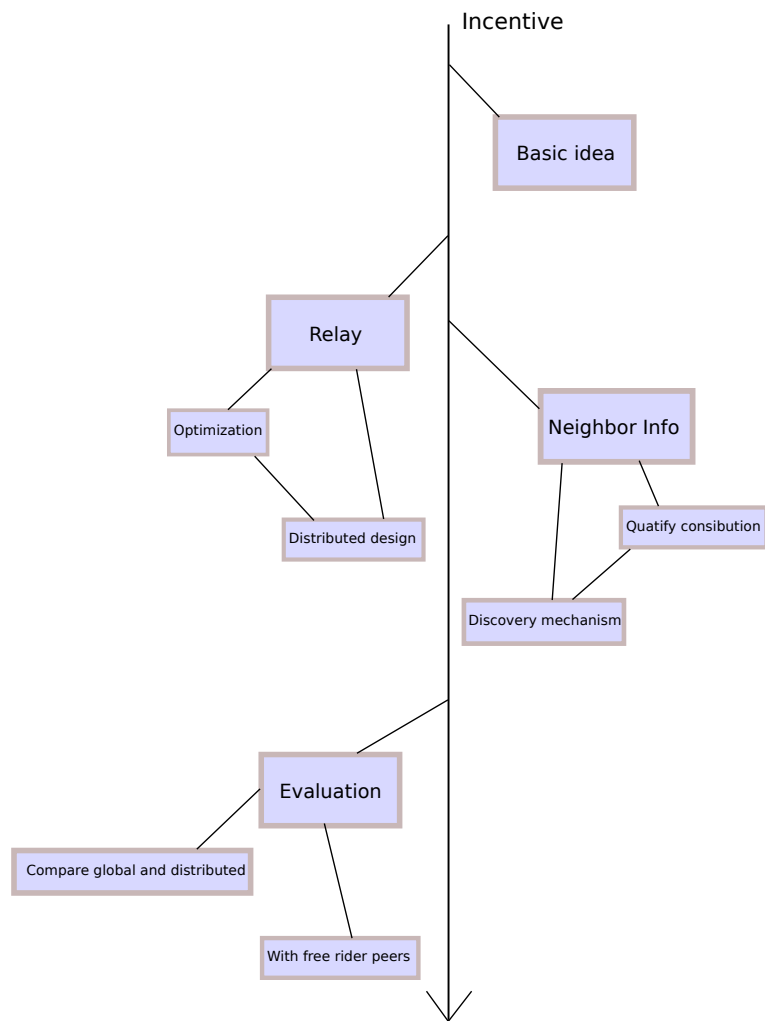 Incentive
Basic idea
Relay
Neighbor Info
Optimization
Quatify consibution
Distributed design
Discovery mechanism
Evaluation
Compare global and distributed
With free rider peers